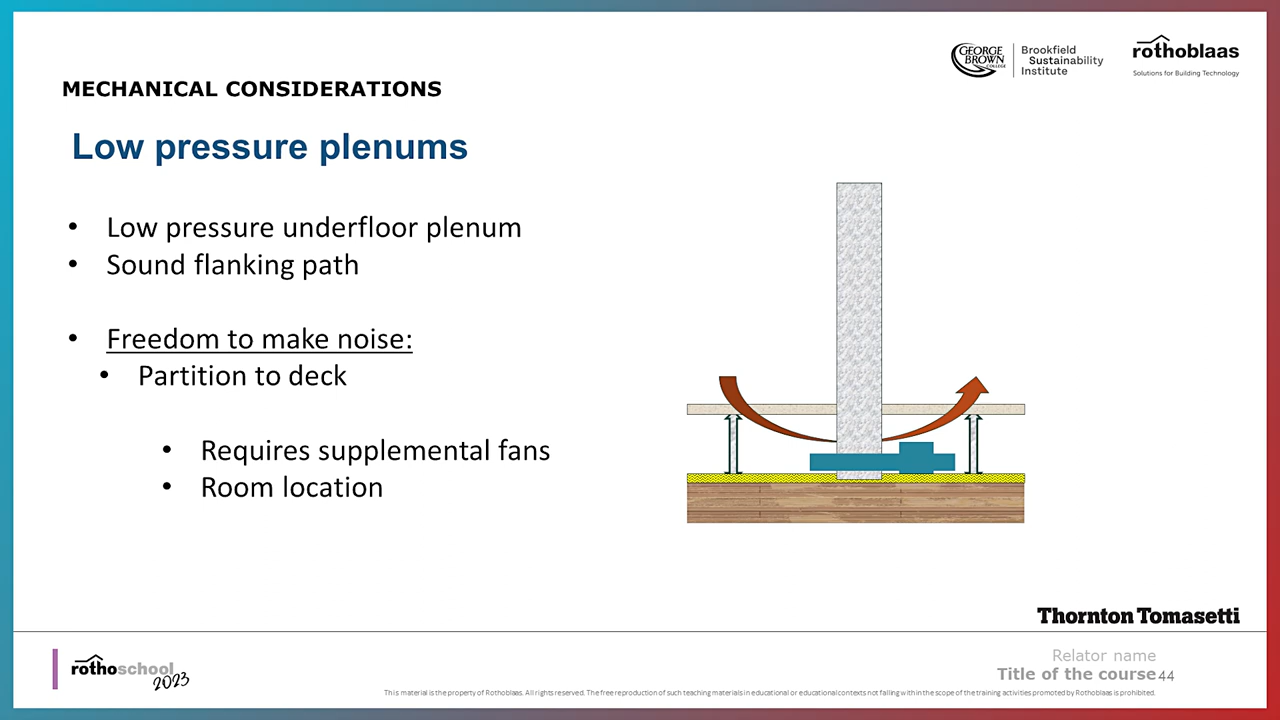 GEORGE BROWN COLLEGE
Brookfield
Sustainability
Institute
rothoblaas
Solutions for Building Technology
MECHANICAL CONSIDERATIONS
Low pressure plenums
• Low pressure underfloor plenum
• Sound flanking path
• Freedom to make noise:
• Partition to deck
• Requires supplemental fans
• Room location
Thornton Tomasetti
rothoschool
2023
Relator name
Title of the course 44
This material is the property of Rothoblaas. All rights reserved. The free reproduction of such teaching materials in educational or educational contexts not falling within the scope of the training activities promoted by Rothoblaas is prohibited.